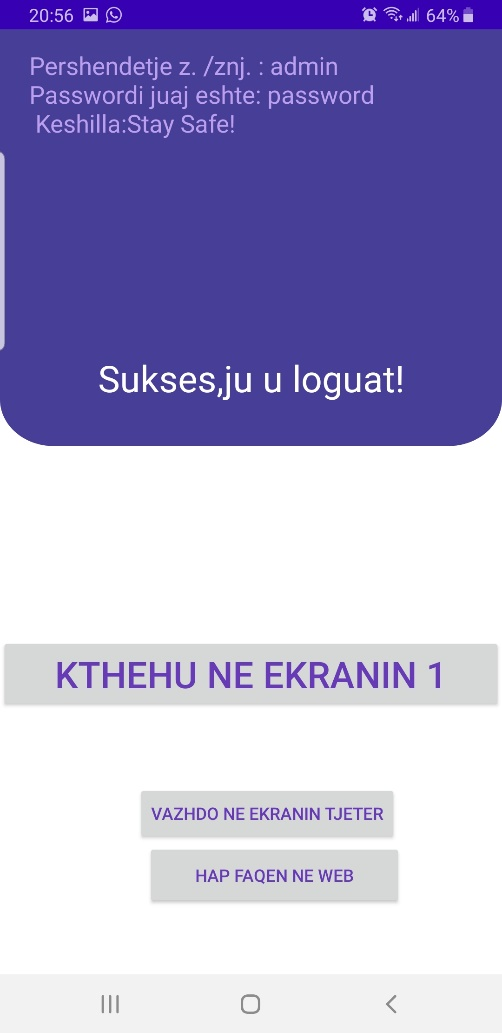 20:56 64%
Pershendetje z. /znj. : admin
Passwordi juaj eshte: password
Keshilla:Stay Safe!
Sukses,ju u loguat!
KTHEHU NE EKRANIN 1
VAZHDO NE EKRANIN TJETER
HAP FAQEN NE WEB